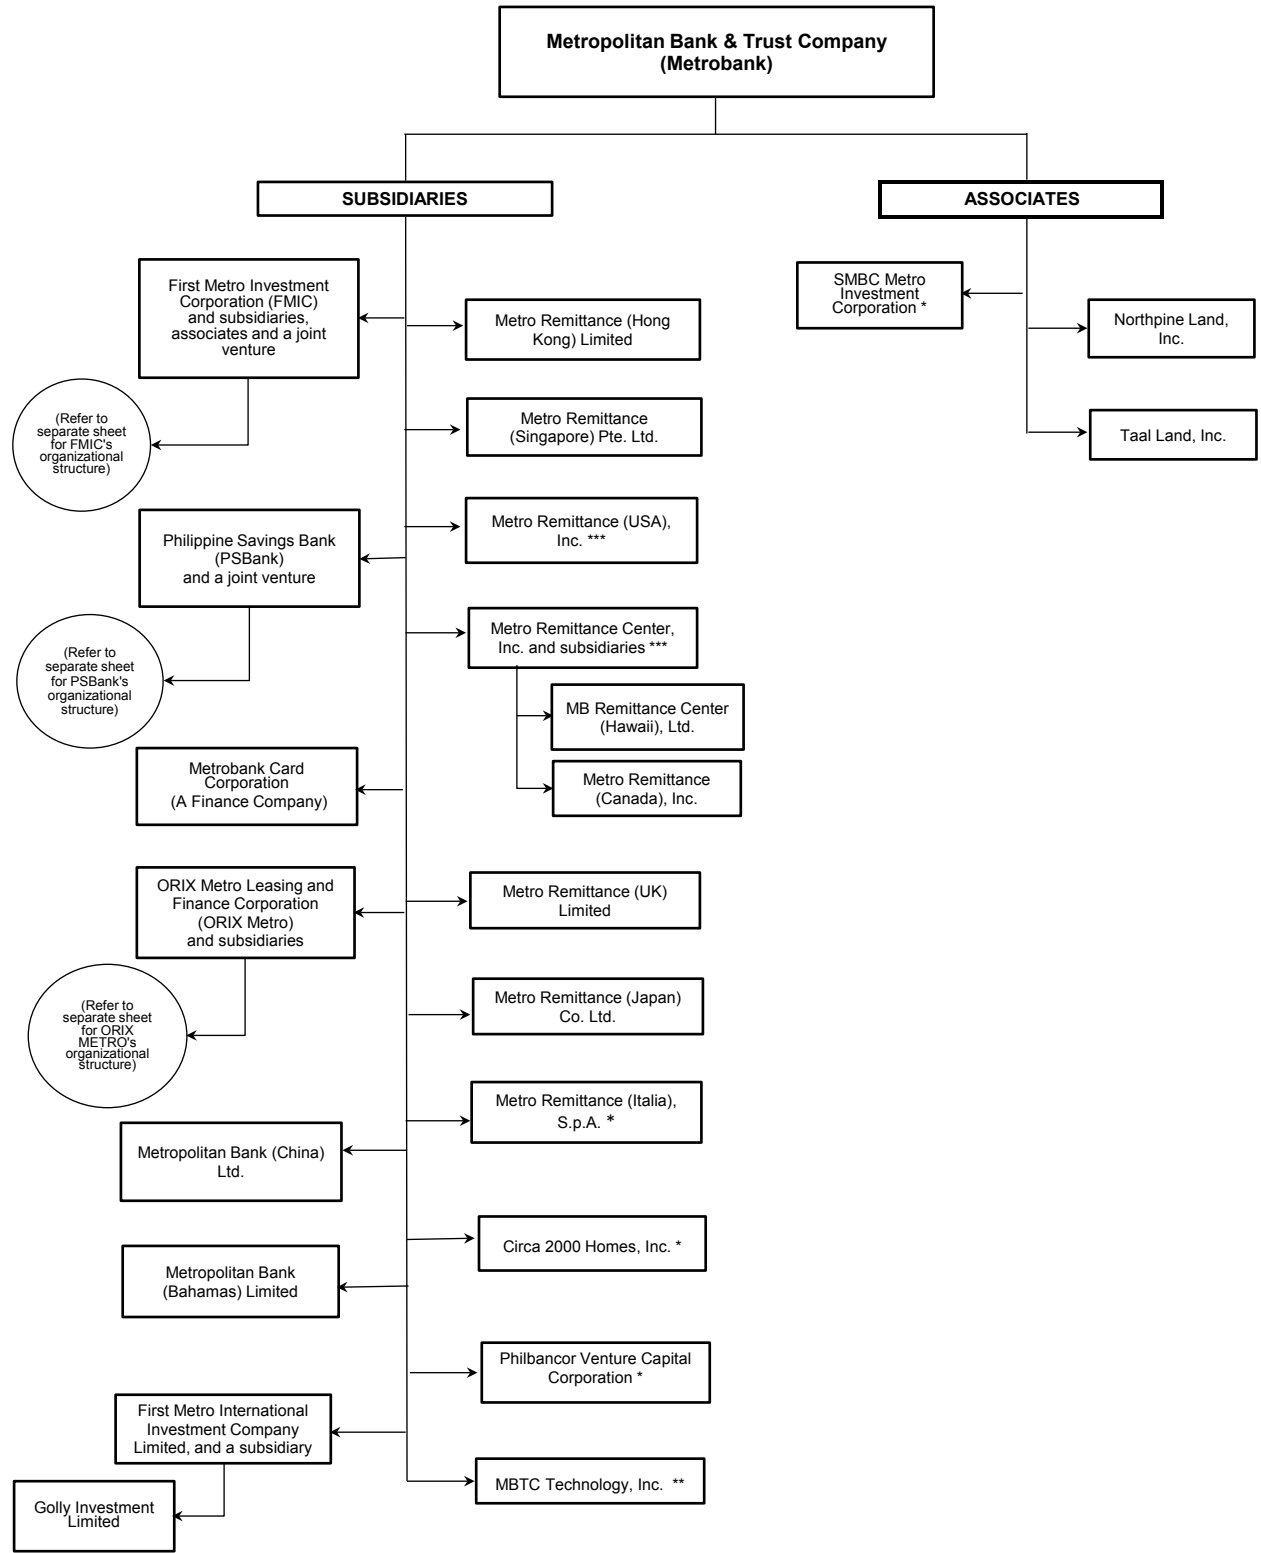 Metropolitan Bank & Trust Company
(Metrobank)
SUBSIDIARIES
ASSOCIATES
First Metro Investment
Corporation (FMIC)
and subsidiaries,
associates and a joint
venture
(Refer to
separate sheet
for FMIC's
organizational
structure)
Philippine Savings Bank
(PSBank)
and a joint venture
(Refer to
separate sheet
for PSBank's
organizational
structure)
Metrobank Card
Corporation
(A Finance Company)
ORIX Metro Leasing and
Finance Corporation
(ORIX Metro)
and subsidiaries
(Refer to
separate sheet
for ORIX
METRO's
organizational
structure)
Metropolitan Bank (China)
Ltd.
Metropolitan Bank
(Bahamas) Limited
First Metro International
Investment Company
Limited, and a subsidiary
Golly Investment
Limited
Metro Remittance (Hong
Kong) Limited
Metro Remittance
(Singapore) Pte. Ltd.
Metro Remittance (USA),
Inc. ***
Metro Remittance Center,
Inc. and subsidiaries ***
MB Remittance Center
(Hawaii), Ltd.
Metro Remittance
(Canada), Inc.
Metro Remittance (UK)
Limited
Metro Remittance (Japan)
Co. Ltd.
Metro Remittance (Italia),
S.p.A. *
Circa 2000 Homes, Inc. *
Philbancor Venture Capital
Corporation *
MBTC Technology, Inc. **
SMBC Metro
Investment
Corporation *
Northpine Land,
Inc.
Taal Land, Inc.